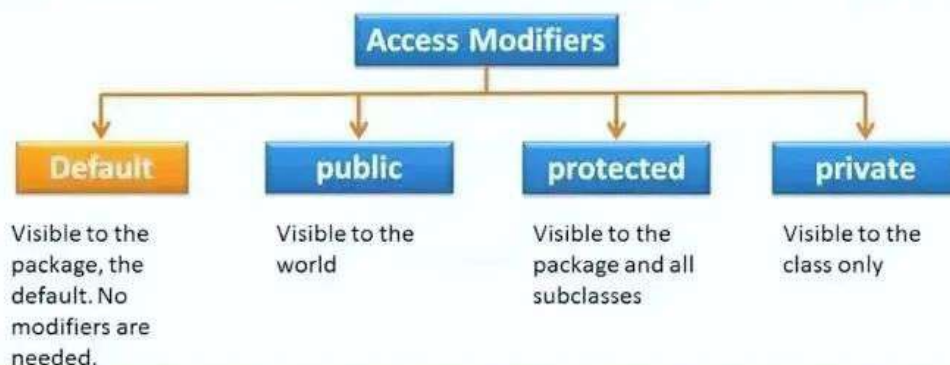 Access Modifiers
Default
public
protected
private
Visible to the
package, the
default. No
modifiers are
needed.
Visible to the
world
Visible to the
package and all
subclasses
Visible to the
class only